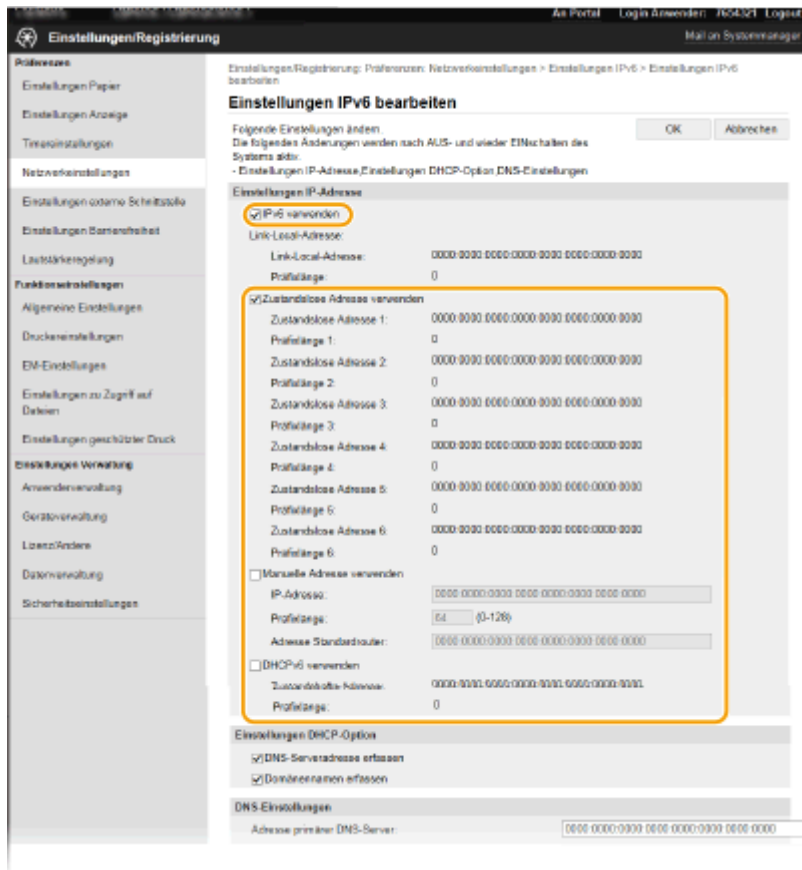 An Portal Login Anwender: 7654321 Logout
Einstellungen/Registrierung
Mail an Systemmanager
Präferenzen
Einstellungen Papier
Einstellungen Anzeige
Timereinstellungen
Netzwerkeinstellungen
Einstellungen externe Schnittstelle
Einstellungen Barrierefreiheit
Lautstärkeregelung
Funktionseinstellungen
Allgemeine Einstellungen
Druckereinstellungen
EM-Einstellungen
Einstellungen zu Zugriff auf
Dateien
Einstellungen geschützter Druck
Einstellungen Verwaltung
Anwenderverwaltung
Geräteverwaltung
Lizenz/Andere
Datenverwaltung
Sicherheitseinstellungen
Einstellungen/Registrierung: Präferenzen: Netzwerkeinstellungen > Einstellungen IPv6 > Einstellungen IPv6
bearbeiten
Einstellungen IPv6 bearbeiten
Folgende Einstellungen ändern.
Die folgenden Änderungen werden nach AUS- und wieder EINschalten des
Systems aktiv.
- Einstellungen IP-Adresse,Einstellungen DHCP-Option,DNS-Einstellungen
OK Abbrechen
Einstellungen IP-Adresse
IPv6 verwenden
Link-Local-Adresse:
Link-Local-Adresse: 0000:0000:0000:0000:0000:0000:0000:0000
Präfixlänge: 0
Zustandslose Adresse verwenden
Zustandslose Adresse 1: 0000:0000:0000:0000:0000:0000:0000:0000
Präfixlänge 1: 0
Zustandslose Adresse 2: 0000:0000:0000:0000:0000:0000:0000:0000
Präfixlänge 2: 0
Zustandslose Adresse 3: 0000:0000:0000:0000:0000:0000:0000:0000
Präfixlänge 3: 0
Zustandslose Adresse 4: 0000:0000:0000:0000:0000:0000:0000:0000
Präfixlänge 4: 0
Zustandslose Adresse 5: 0000:0000:0000:0000:0000:0000:0000:0000
Präfixlänge 5: 0
Zustandslose Adresse 6: 0000:0000:0000:0000:0000:0000:0000:0000
Präfixlänge 6: 0
Manuelle Adresse verwenden
IP-Adresse: 0000:0000:0000:0000:0000:0000:0000:0000
Präfixlänge: 64 (0-128)
Adresse Standardrouter: 0000:0000:0000:0000:0000:0000:0000:0000
DHCPv6 verwenden
Zustandshafte Adresse: 0000:0000:0000:0000:0000:0000:0000:0000
Präfixlänge: 0
Einstellungen DHCP-Option
DNS-Serveradresse erfassen
Domänennamen erfassen
DNS-Einstellungen
Adresse primärer DNS-Server: 0000:0000:0000:0000:0000:0000:0000:0000